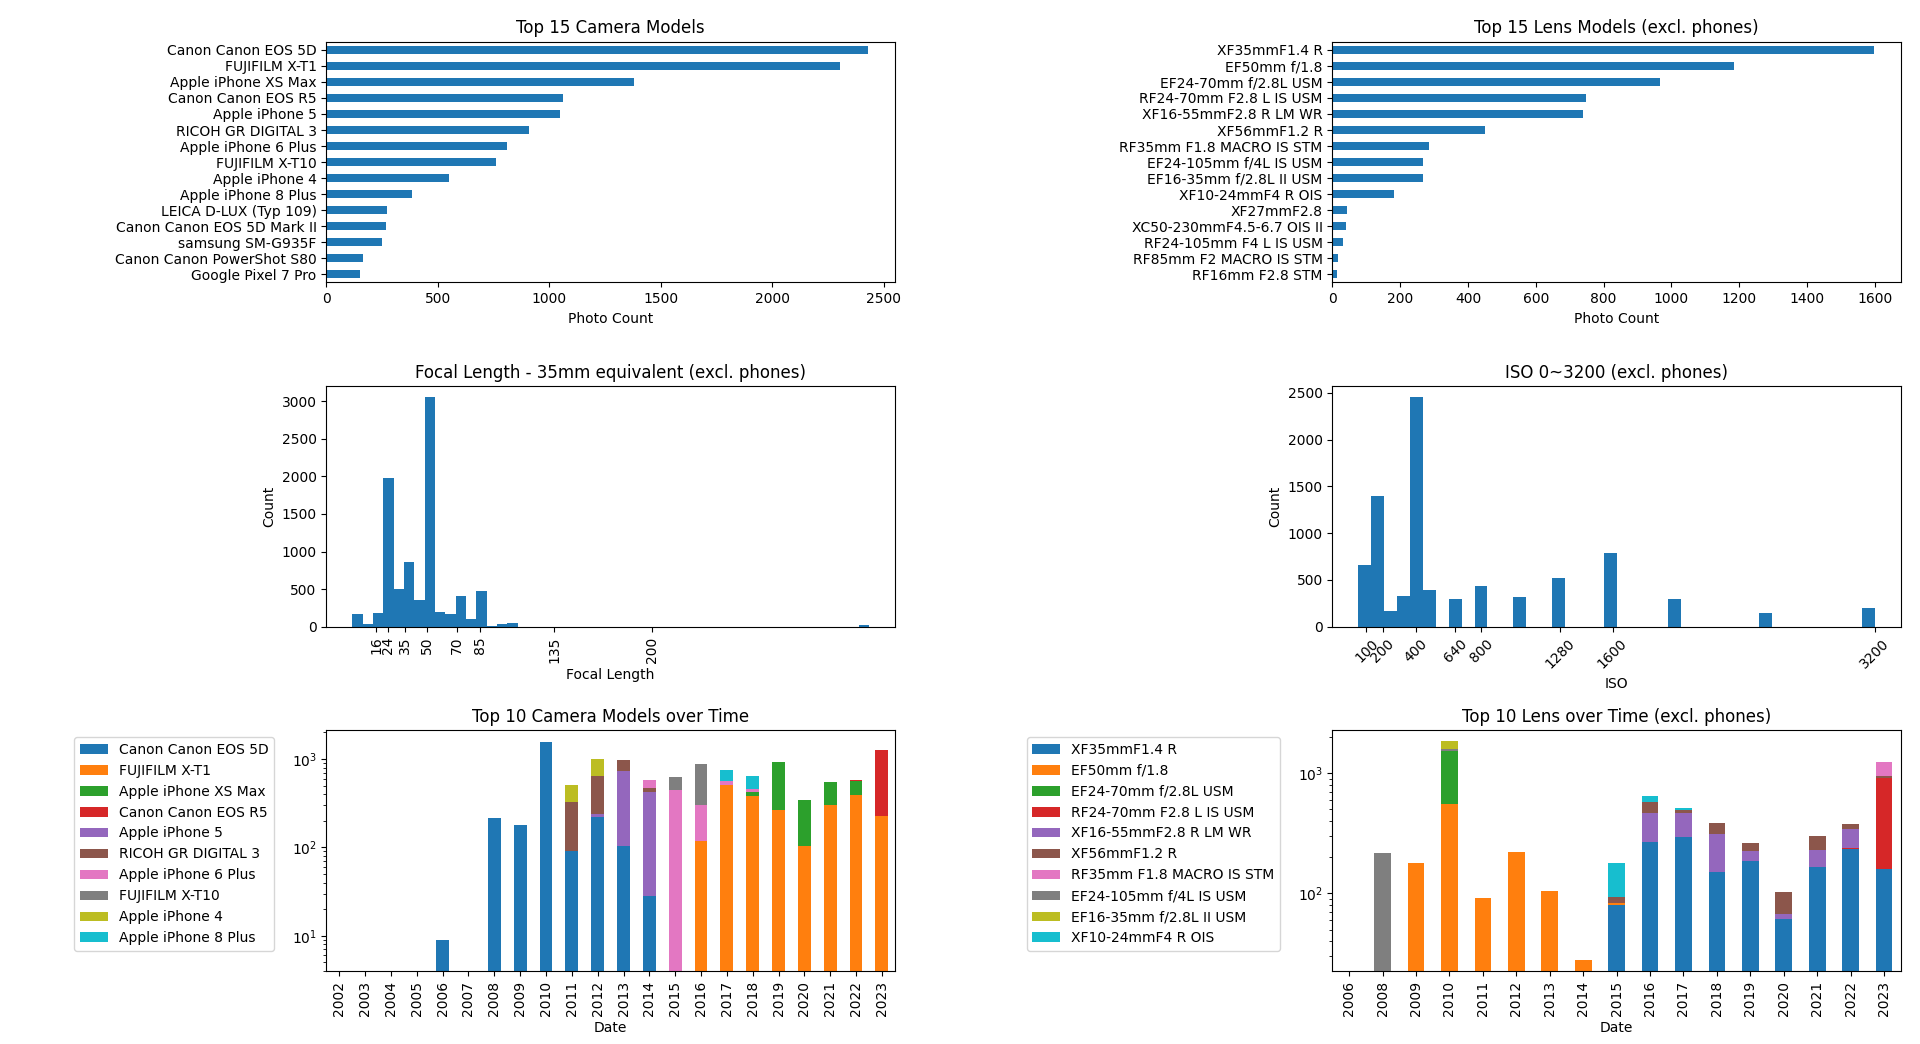 Top 15 Camera Models
Canon Canon EOS 5D
FUJIFILM X-T1
Apple iPhone XS Max
Canon Canon EOS R5
Apple iPhone 5
RICOH GR DIGITAL 3
Apple iPhone 6 Plus
FUJIFILM X-T10
Apple iPhone 4
Apple iPhone 8 Plus
LEICA D-LUX (Typ 109)
Canon Canon EOS 5D Mark II
samsung SM-G935F
Canon Canon PowerShot S80
Google Pixel 7 Pro
0 500 1000 1500 2000 2500
Photo Count
Top 15 Lens Models (excl. phones)
XF35mmF1.4 R
EF50mm f/1.8
EF24-70mm f/2.8L USM
RF24-70mm F2.8 L IS USM
XF16-55mmF2.8 R LM WR
XF56mmF1.2 R
RF35mm F1.8 MACRO IS STM
EF24-105mm f/4L IS USM
EF16-35mm f/2.8L II USM
XF10-24mmF4 R OIS
XF27mmF2.8
XC50-230mmF4.5-6.7 OIS II
RF24-105mm F4 L IS USM
RF85mm F2 MACRO IS STM
RF16mm F2.8 STM
0 200 400 600 800 1000 1200 1400 1600
Photo Count
Focal Length - 35mm equivalent (excl. phones)
3000
2500
2000
1500
1000
500
0
Count
16 24 35 50 70 85 135 200
Focal Length
ISO 0~3200 (excl. phones)
2500
2000
1500
1000
500
0
Count
100 200 400 640 800 1280 1600 3200
ISO
Top 10 Camera Models over Time
Canon Canon EOS 5D
FUJIFILM X-T1
Apple iPhone XS Max
Canon Canon EOS R5
Apple iPhone 5
RICOH GR DIGITAL 3
Apple iPhone 6 Plus
FUJIFILM X-T10
Apple iPhone 4
Apple iPhone 8 Plus
10³
10²
10¹
2002 2003 2004 2005 2006 2007 2008 2009 2010 2011 2012 2013 2014 2015 2016 2017 2018 2019 2020 2021 2022 2023
Date
Top 10 Lens over Time (excl. phones)
XF35mmF1.4 R
EF50mm f/1.8
EF24-70mm f/2.8L USM
RF24-70mm F2.8 L IS USM
XF16-55mmF2.8 R LM WR
XF56mmF1.2 R
RF35mm F1.8 MACRO IS STM
EF24-105mm f/4L IS USM
EF16-35mm f/2.8L II USM
XF10-24mmF4 R OIS
10³
10²
2006 2008 2009 2010 2011 2012 2013 2014 2015 2016 2017 2018 2019 2020 2021 2022 2023
Date